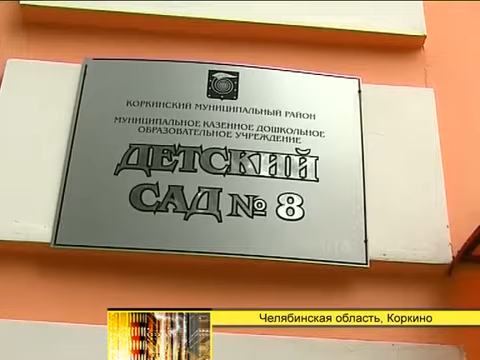 КОРКИНСКИЙ МУНИЦИПАЛЬНЫЙ РАЙОН
МУНИЦИПАЛЬНОЕ КАЗЕННОЕ ДОШКОЛЬНОЕ
ОБРАЗОВАТЕЛЬНОЕ УЧРЕЖДЕНИЕ
ДЕТСКИЙ
САД № 8
Челябинская область, Коркино